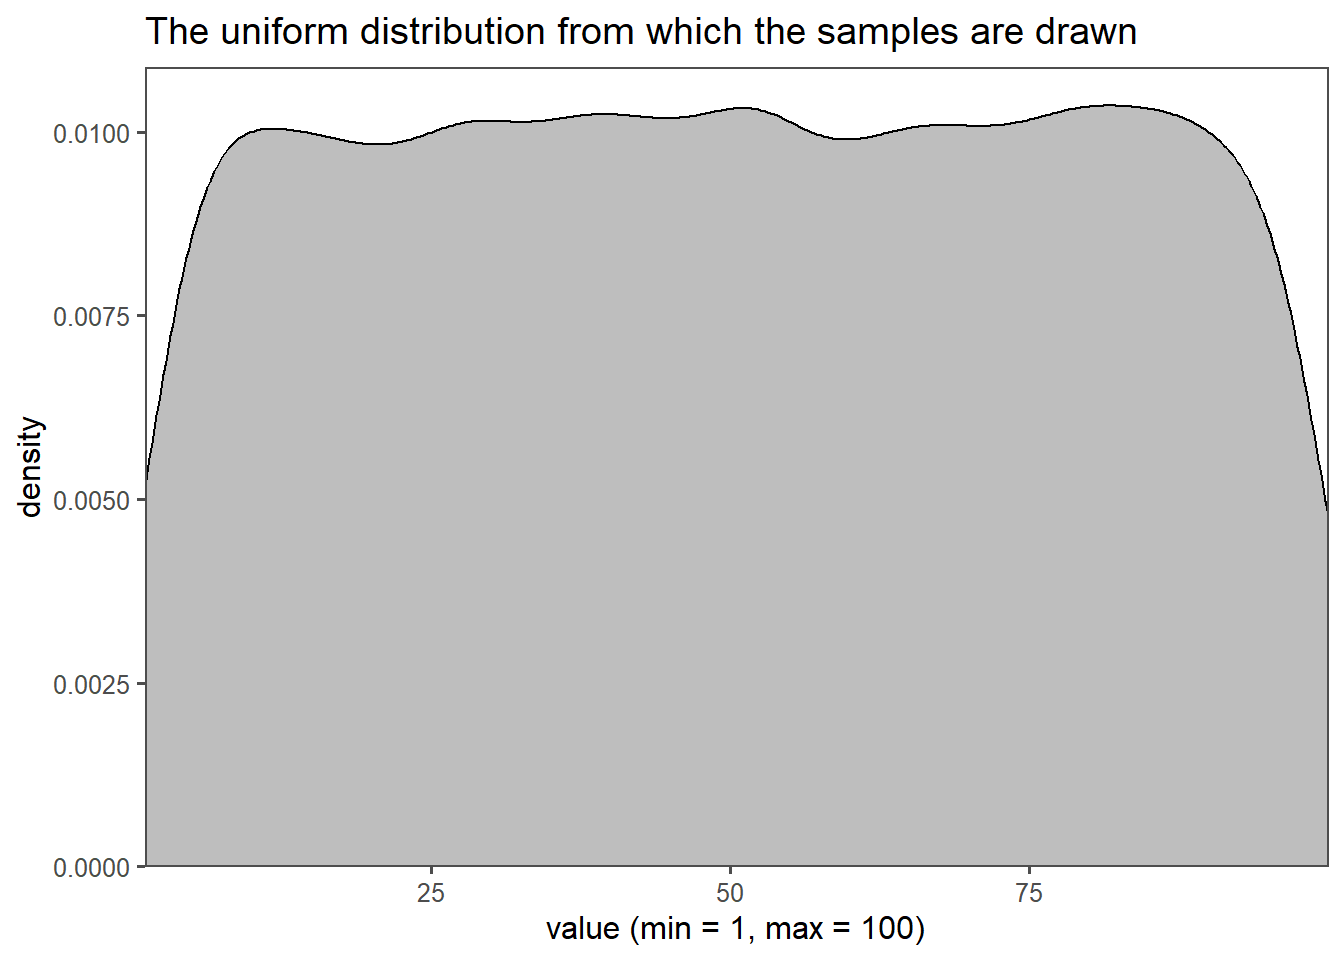 The uniform distribution from which the samples are drawn
density
0.0100
0.0075
0.0050
0.0025
0.0000
25 50 75
value (min = 1, max = 100)